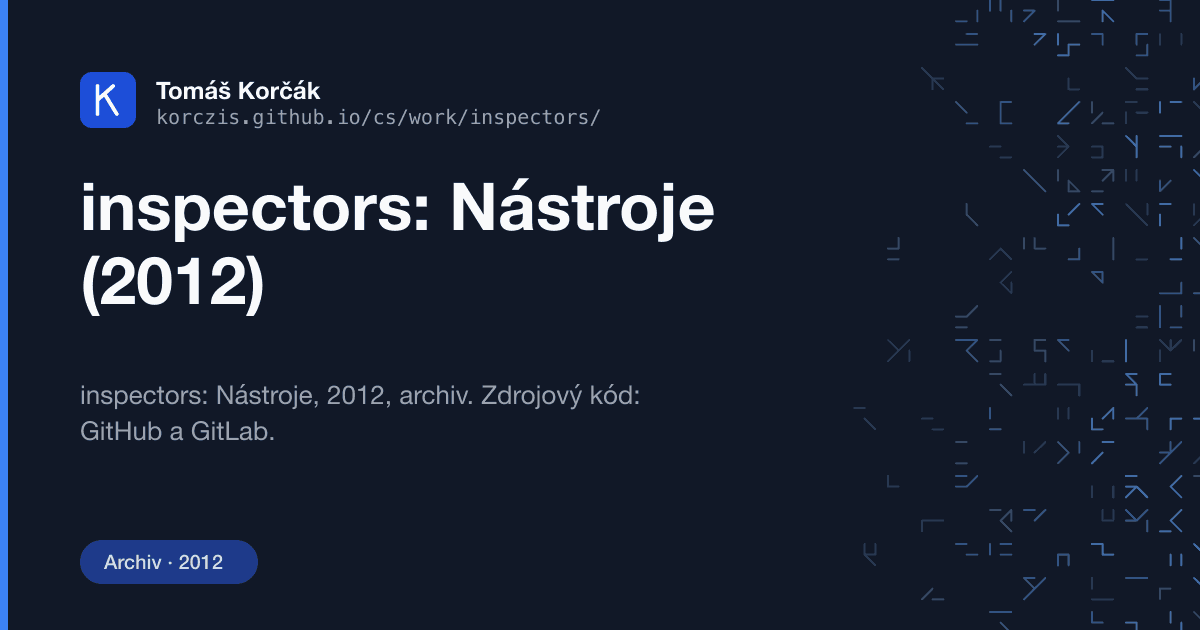 K
Tomáš Korčák
korczis.github.io/cs/work/inspectors/
inspectors: Nástroje
(2012)
inspectors: Nástroje, 2012, archiv. Zdrojový kód:
GitHub a GitLab.
Archiv · 2012